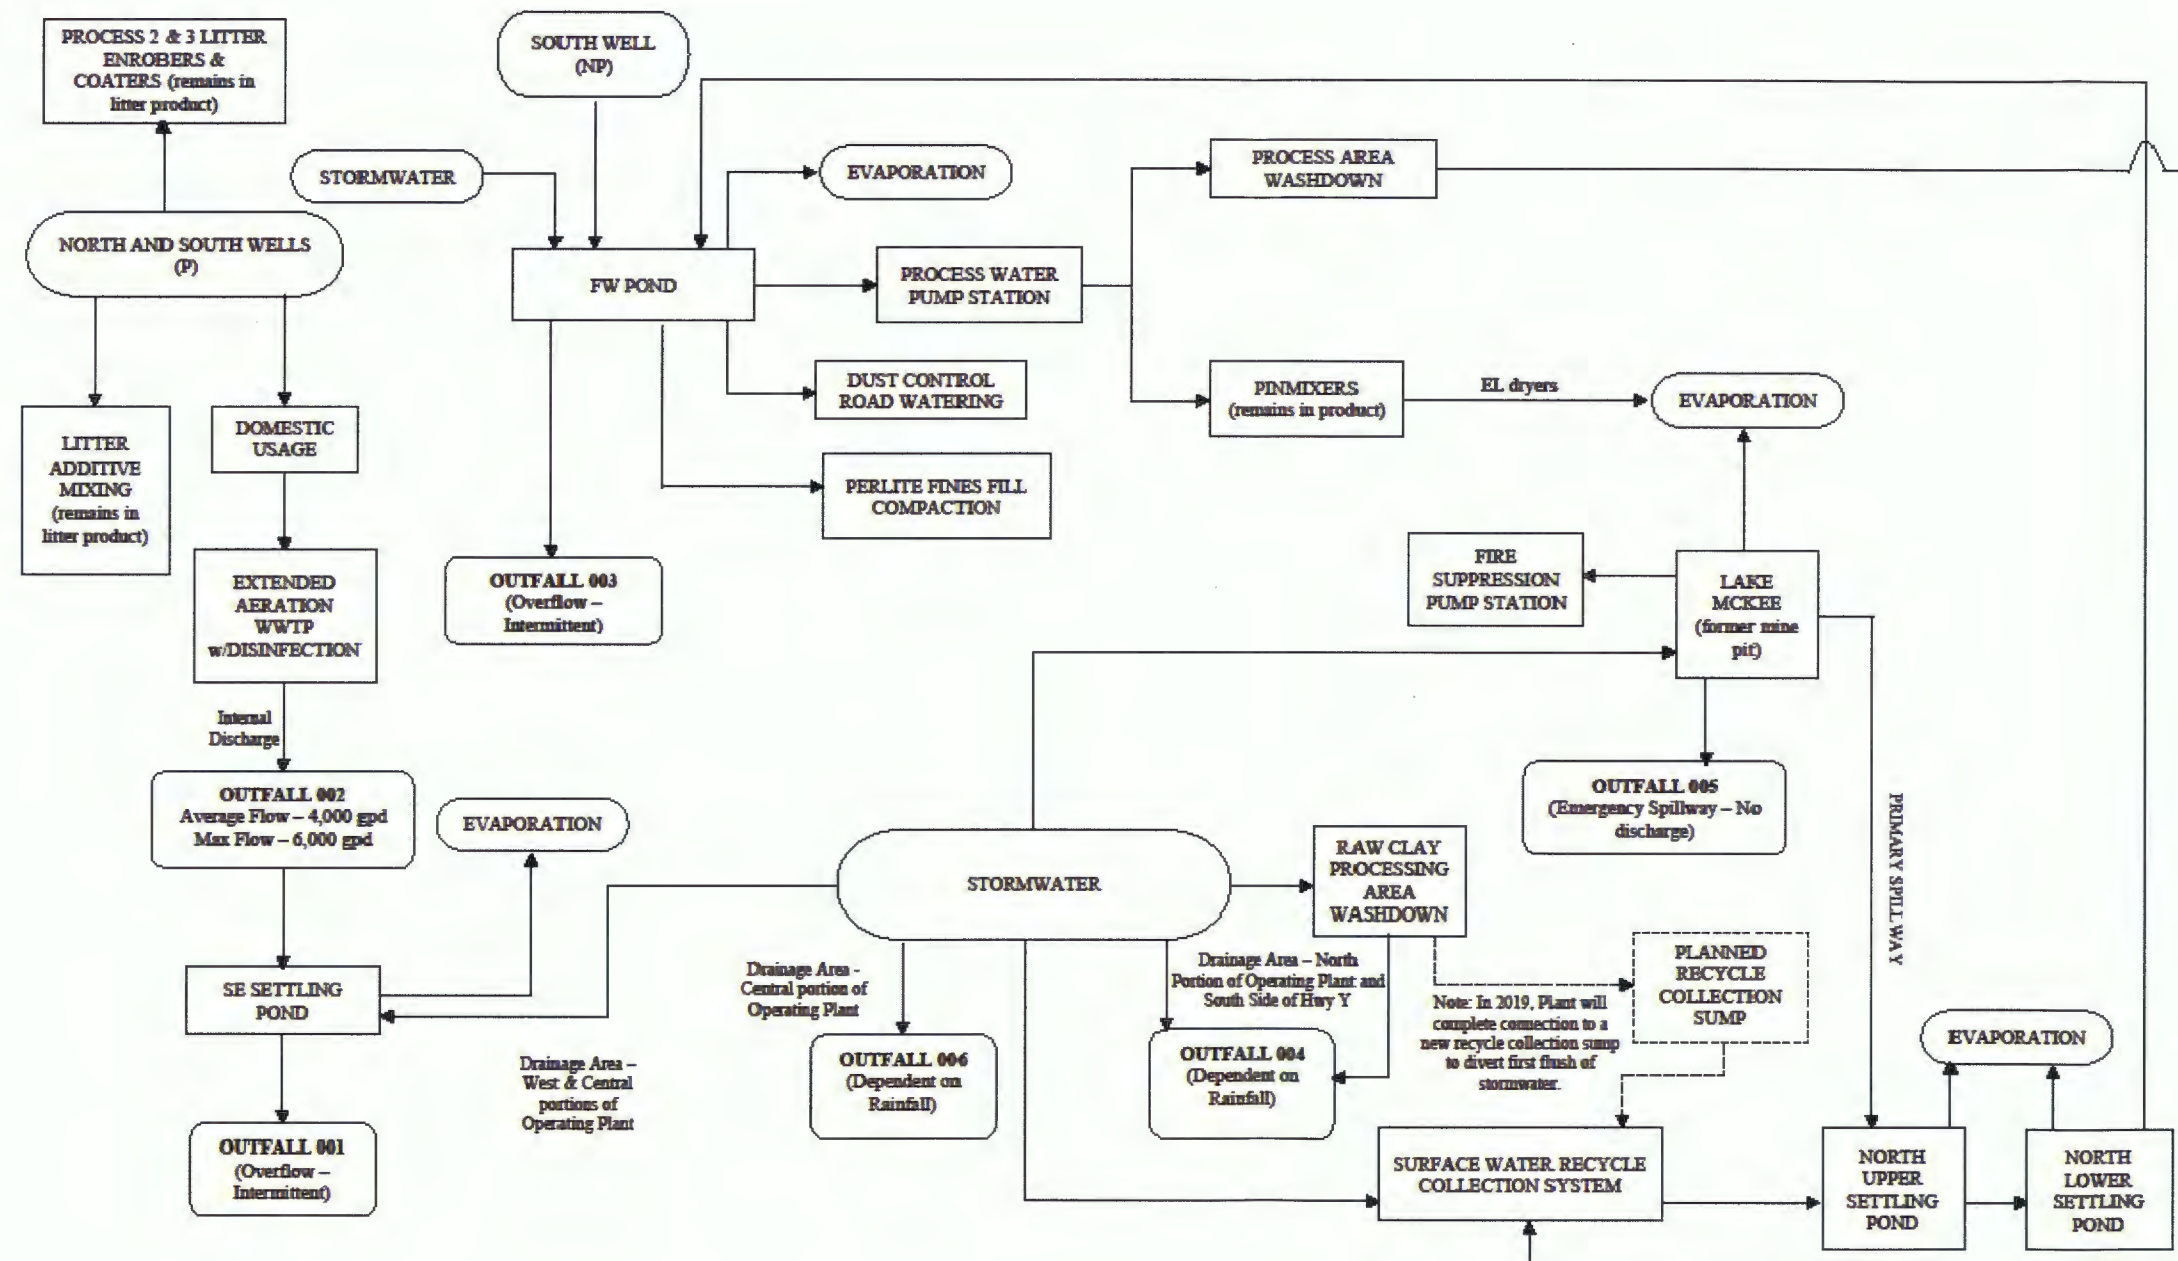 PROCESS 2 & 3 LITTER
ENROBERS &
COATERS (remains in
litter product)
SOUTH WELL
(NP)
STORMWATER
EVAPORATION
PROCESS AREA
WASHDOWN
NORTH AND SOUTH WELLS
(P)
FW POND
PROCESS WATER
PUMP STATION
DUST CONTROL
ROAD WATERING
PINMIXERS
(remains in product)
EL dryers
EVAPORATION
LITTER
ADDITIVE
MIXING
(remains in
litter product)
DOMESTIC
USAGE
PERLITE FINES FILL
COMPACTION
EXTENDED
AERATION
WWTP
w/DISINFECTION
OUTFALL 003
(Overflow –
Intermittent)
FIRE
SUPPRESSION
PUMP STATION
LAKE
MCKEE
(former mine
pit)
Internal
Discharge
OUTFALL 002
Average Flow – 4,000 gpd
Max Flow – 6,000 gpd
EVAPORATION
STORMWATER
RAW CLAY
PROCESSING
AREA
WASHDOWN
OUTFALL 005
(Emergency Spillway – No
discharge)
PRIMARY SPILLWAY
SE SETTLING
POND
Drainage Area -
Central portion of
Operating Plant
Drainage Area – North
Portion of Operating Plant and
South Side of Hwy Y
Note: In 2019, Plant will
complete connection to a
new recycle collection sump
to divert first flush of
stormwater.
PLANNED
RECYCLE
COLLECTION
SUMP
EVAPORATION
Drainage Area –
West & Central
portions of
Operating Plant
OUTFALL 006
(Dependent on
Rainfall)
OUTFALL 004
(Dependent on
Rainfall)
OUTFALL 001
(Overflow –
Intermittent)
SURFACE WATER RECYCLE
COLLECTION SYSTEM
NORTH
UPPER
SETTLING
POND
NORTH
LOWER
SETTLING
POND